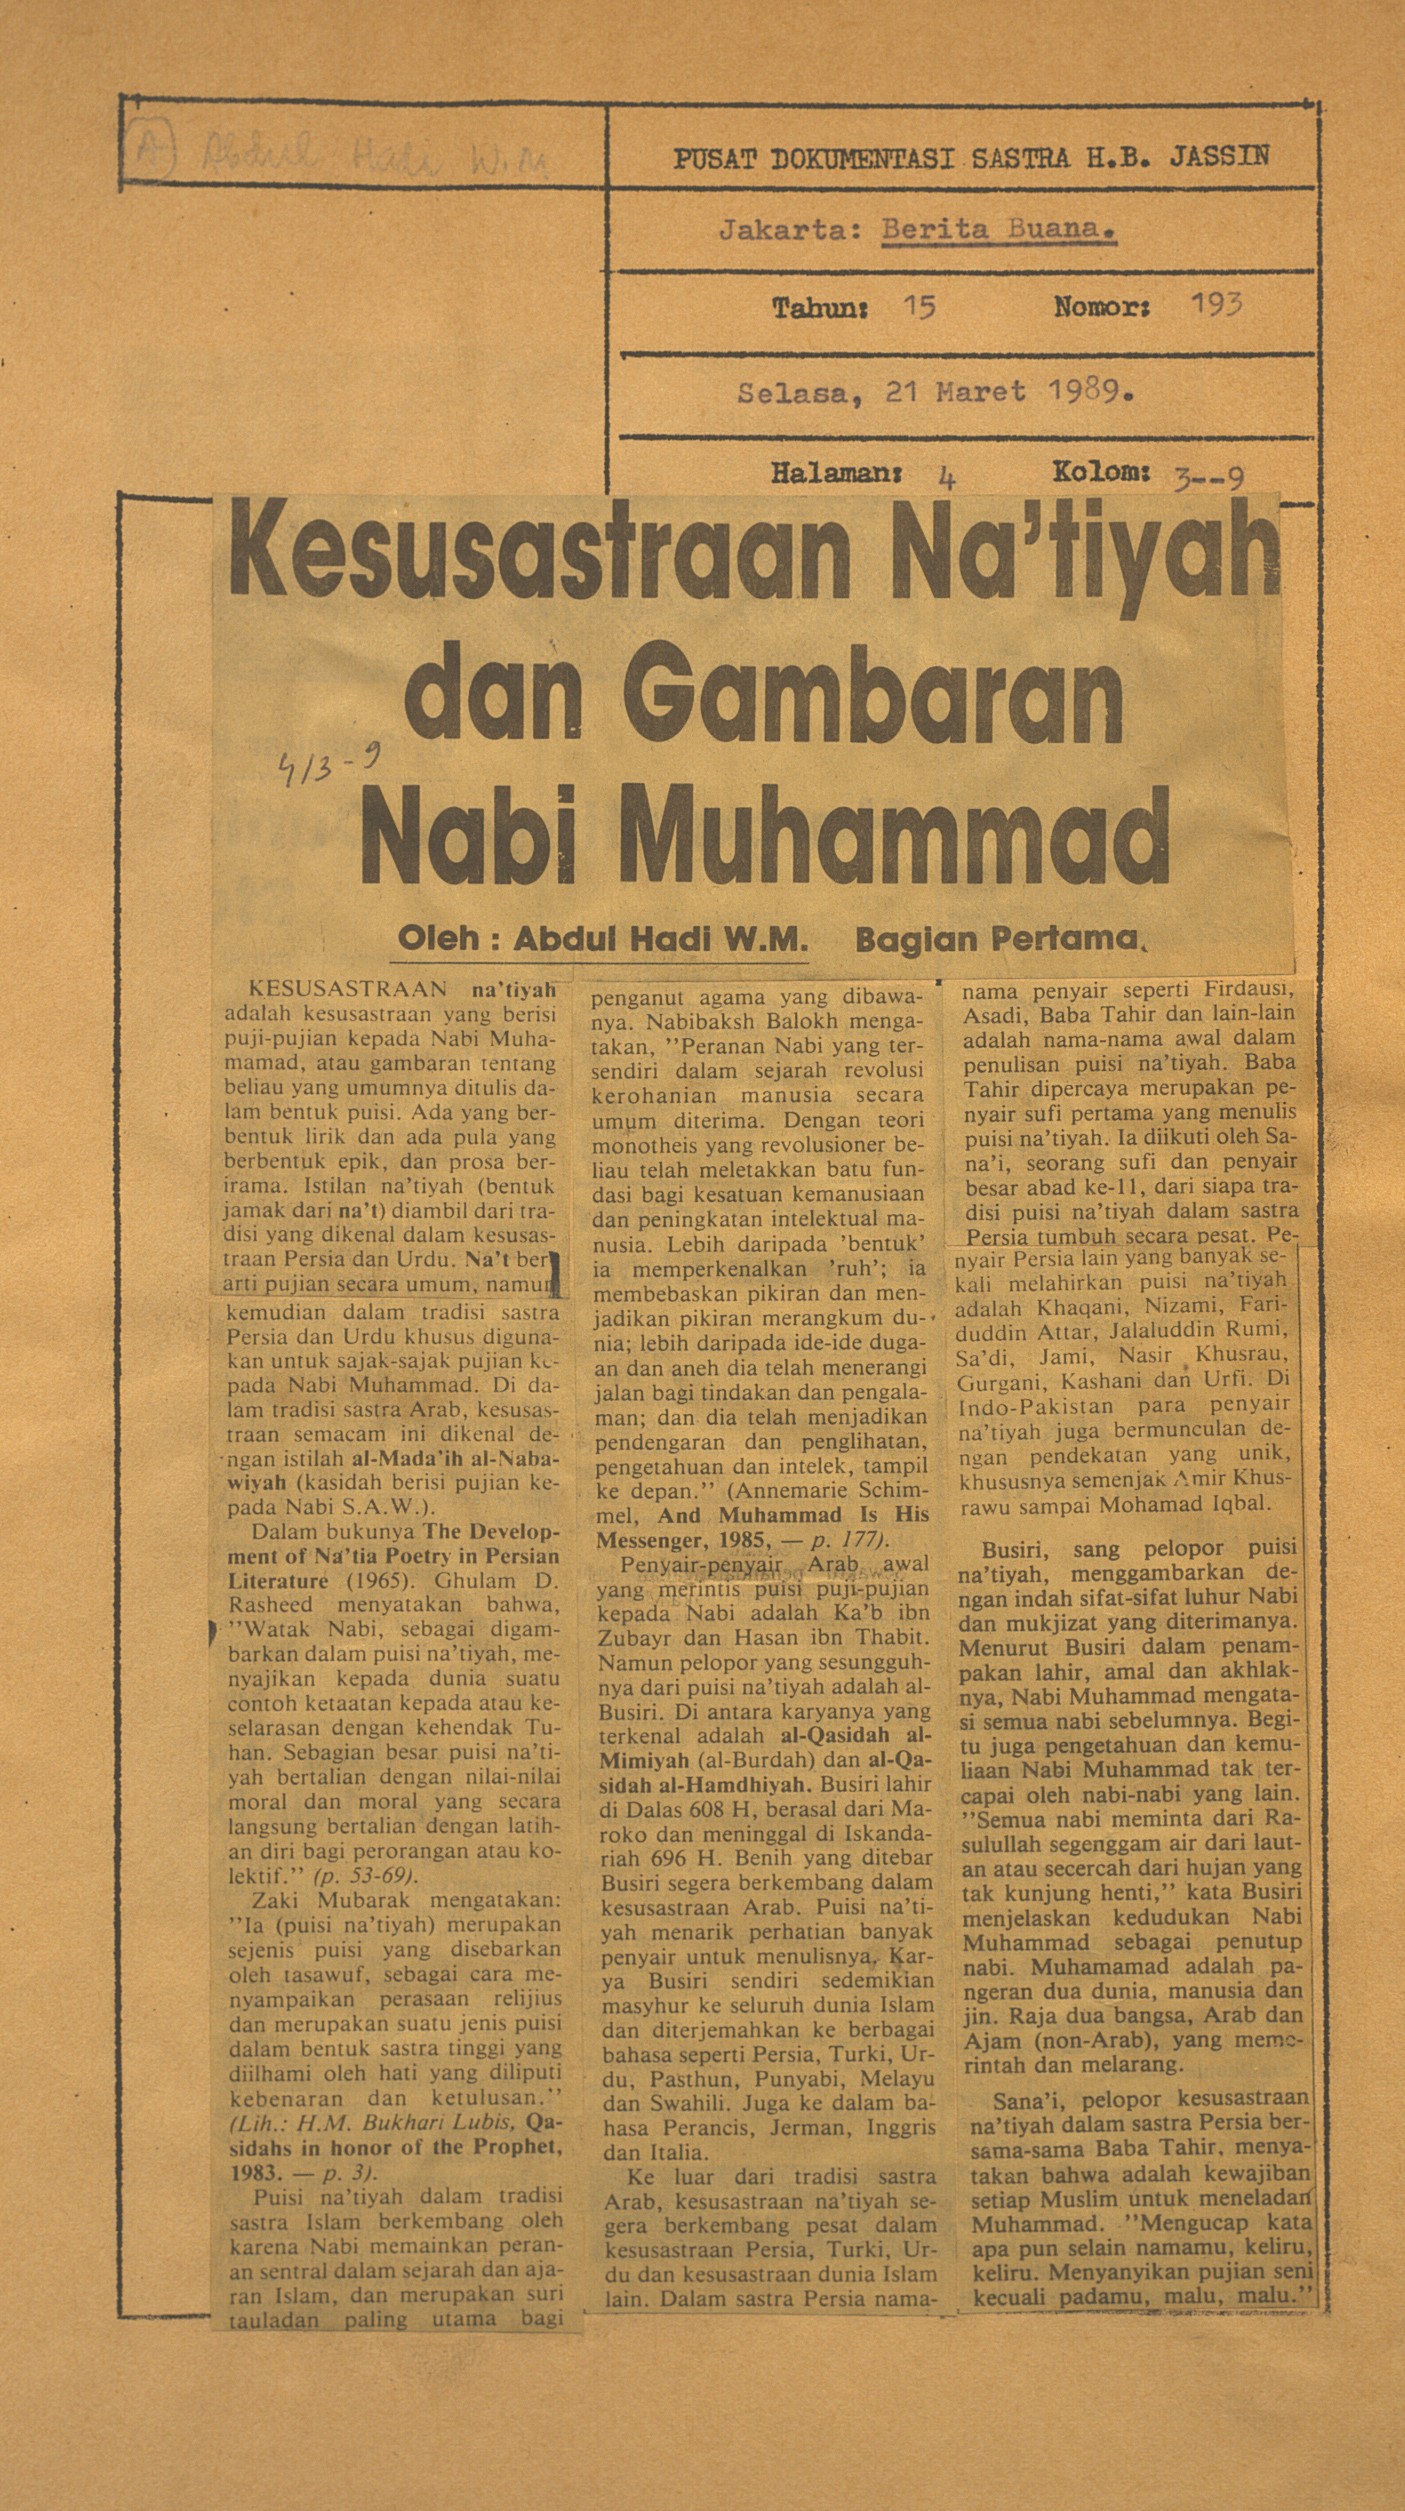 (A) Abdul Hadi W.M
PUSAT DOKUMENTASI SASTRA H.B. JASSIN
Jakarta: Berita Buana.
Tahun: 15 Nomor: 193
Selasa, 21 Maret 1989.
Halaman: 4 Kolom: 3--9
Kesusastraan Na'tiyah
dan Gambaran
4/3-9
Nabi Muhammad
Oleh : Abdul Hadi W.M. Bagian Pertama
KESUSASTRAAN na'tiyah
adalah kesusastraan yang berisi
puji-pujian kepada Nabi Muha-
mamad, atau gambaran tentang
beliau yang umumnya ditulis da-
lam bentuk puisi. Ada yang ber-
bentuk lirik dan ada pula yang
berbentuk epik, dan prosa ber-
irama. Istilan na'tiyah (bentuk
jamak dari na't) diambil dari tra-
disi yang dikenal dalam kesusas-
traan Persia dan Urdu. Na't ber-
arti pujian secara umum, namun
kemudian dalam tradisi sastra
Persia dan Urdu khusus diguna-
kan untuk sajak-sajak pujian ke-
pada Nabi Muhammad. Di da-
lam tradisi sastra Arab, kesusas-
traan semacam ini dikenal de-
ngan istilah al-Mada'ih al-Naba-
wiyah (kasidah berisi pujian ke-
pada Nabi S.A.W.).
Dalam bukunya The Develop-
ment of Na'tia Poetry in Persian
Literature (1965). Ghulam D.
Rasheed menyatakan bahwa,
''Watak Nabi, sebagai digam-
barkan dalam puisi na'tiyah, me-
nyajikan kepada dunia suatu
contoh ketaatan kepada atau ke-
selarasan dengan kehendak Tu-
han. Sebagian besar puisi na'ti-
yah bertalian dengan nilai-nilai
moral dan moral yang secara
langsung bertalian dengan latih-
an diri bagi perorangan atau ko-
lektif.'' (p. 53-69).
Zaki Mubarak mengatakan:
''Ia (puisi na'tiyah) merupakan
sejenis puisi yang disebarkan
oleh tasawuf, sebagai cara me-
nyampaikan perasaan relijius
dan merupakan suatu jenis puisi
dalam bentuk sastra tinggi yang
diilhami oleh hati yang diliputi
kebenaran dan ketulusan.''
(Lih.: H.M. Bukhari Lubis, Qa-
sidahs in honor of the Prophet,
1983. — p. 3).
Puisi na'tiyah dalam tradisi
sastra Islam berkembang oleh
karena Nabi memainkan peran-
an sentral dalam sejarah dan aja-
ran Islam, dan merupakan suri
tauladan paling utama bagi
penganut agama yang dibawa-
nya. Nabibaksh Balokh menga-
takan, ''Peranan Nabi yang ter-
sendiri dalam sejarah revolusi
kerohanian manusia secara
umum diterima. Dengan teori
monotheis yang revolusioner be-
liau telah meletakkan batu fun-
dasi bagi kesatuan kemanusiaan
dan peningkatan intelektual ma-
nusia. Lebih daripada 'bentuk'
ia memperkenalkan 'ruh'; ia
membebaskan pikiran dan men-
jadikan pikiran merangkum du-
nia; lebih daripada ide-ide duga-
an dan aneh dia telah menerangi
jalan bagi tindakan dan pengala-
man; dan dia telah menjadikan
pendengaran dan penglihatan,
pengetahuan dan intelek, tampil
ke depan.'' (Annemarie Schim-
mel, And Muhammad Is His
Messenger, 1985, — p. 177).
Penyair-penyair Arab awal
yang merintis puisi puji-pujian
kepada Nabi adalah Ka'b ibn
Zubayr dan Hasan ibn Thabit.
Namun pelopor yang sesungguh-
nya dari puisi na'tiyah adalah al-
Busiri. Di antara karyanya yang
terkenal adalah al-Qasidah al-
Mimiyah (al-Burdah) dan al-Qa-
sidah al-Hamdhiyah. Busiri lahir
di Dalas 608 H, berasal dari Ma-
roko dan meninggal di Iskanda-
riah 696 H. Benih yang ditebar
Busiri segera berkembang dalam
kesusastraan Arab. Puisi na'ti-
yah menarik perhatian banyak
penyair untuk menulisnya. Kar-
ya Busiri sendiri sedemikian
masyhur ke seluruh dunia Islam
dan diterjemahkan ke berbagai
bahasa seperti Persia, Turki, Ur-
du, Pasthun, Punyabi, Melayu
dan Swahili. Juga ke dalam ba-
hasa Perancis, Jerman, Inggris
dan Italia.
Ke luar dari tradisi sastra
Arab, kesusastraan na'tiyah se-
gera berkembang pesat dalam
kesusastraan Persia, Turki, Ur-
du dan kesusastraan dunia Islam
lain. Dalam sastra Persia nama-
nama penyair seperti Firdausi,
Asadi, Baba Tahir dan lain-lain
adalah nama-nama awal dalam
penulisan puisi na'tiyah. Baba
Tahir dipercaya merupakan pe-
nyair sufi pertama yang menulis
puisi na'tiyah. Ia diikuti oleh Sa-
na'i, seorang sufi dan penyair
besar abad ke-11, dari siapa tra-
disi puisi na'tiyah dalam sastra
Persia tumbuh secara pesat. Pe-
nyair Persia lain yang banyak se-
kali melahirkan puisi na'tiyah
adalah Khaqani, Nizami, Fari-
duddin Attar, Jalaluddin Rumi,
Sa'di, Jami, Nasir Khusrau,
Gurgani, Kashani dan Urfi. Di
Indo-Pakistan para penyair
na'tiyah juga bermunculan de-
ngan pendekatan yang unik,
khususnya semenjak Amir Khus-
rawu sampai Mohamad Iqbal.
Busiri, sang pelopor puisi
na'tiyah, menggambarkan de-
ngan indah sifat-sifat luhur Nabi
dan mukjizat yang diterimanya.
Menurut Busiri dalam penam-
pakan lahir, amal dan akhlak-
nya, Nabi Muhammad mengata-
si semua nabi sebelumnya. Begi-
tu juga pengetahuan dan kemu-
liaan Nabi Muhammad tak ter-
capai oleh nabi-nabi yang lain.
''Semua nabi meminta dari Ra-
sulullah segenggam air dari laut-
an atau secercah dari hujan yang
tak kunjung henti,'' kata Busiri
menjelaskan kedudukan Nabi
Muhammad sebagai penutup
nabi. Muhamamad adalah pa-
ngeran dua dunia, manusia dan
jin. Raja dua bangsa, Arab dan
Ajam (non-Arab), yang meme-
rintah dan melarang.
Sana'i, pelopor kesusastraan
na'tiyah dalam sastra Persia ber-
sama-sama Baba Tahir, menya-
takan bahwa adalah kewajiban
setiap Muslim untuk meneladan
Muhammad. ''Mengucap kata
apa pun selain namamu, keliru,
keliru. Menyanyikan pujian seni
kecuali padamu, malu, malu.''